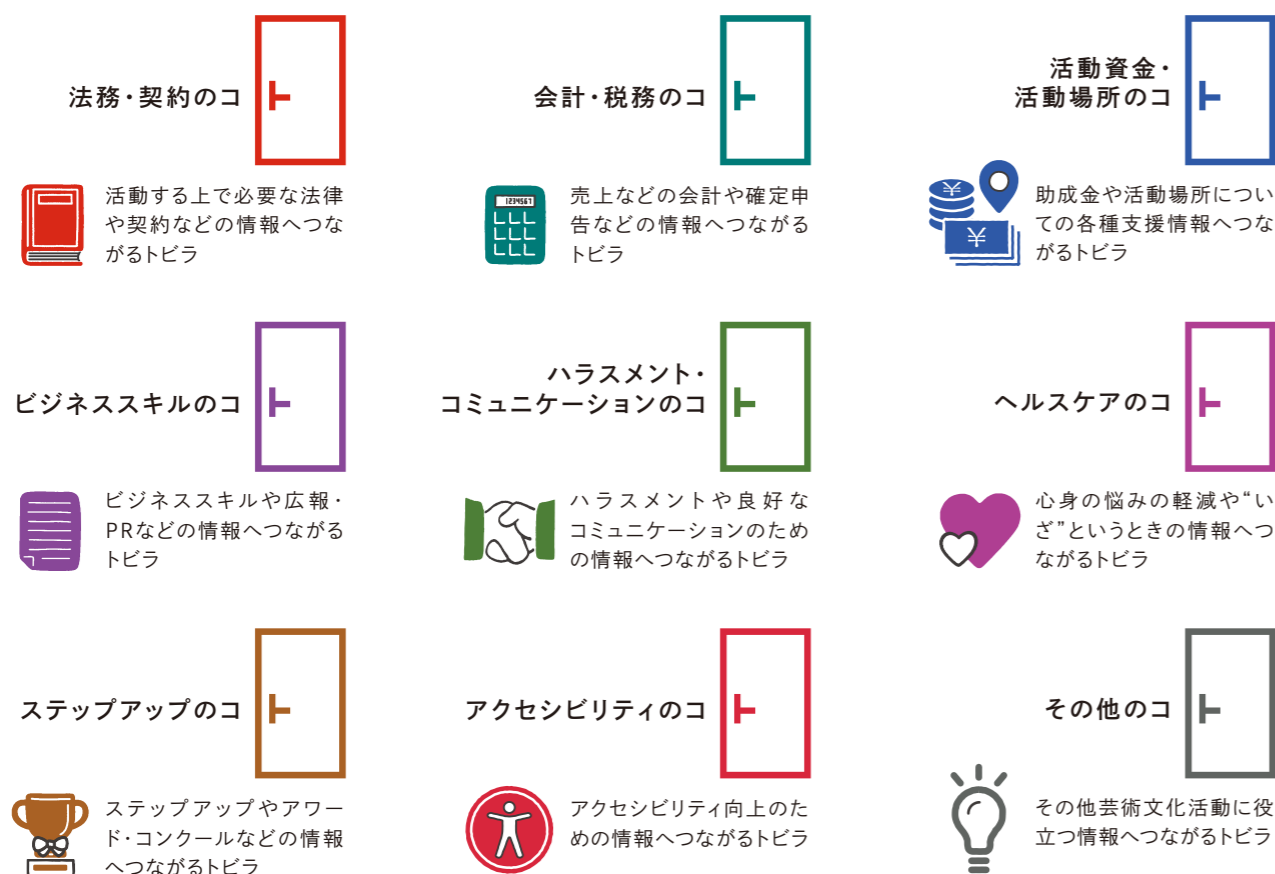 法務・契約のコ
活動する上で必要な法律
や契約などの情報へつな
がるトビラ
会計・税務のコ
1234567
売上などの会計や確定申
告などの情報へつながる
トビラ
活動資金・
活動場所のコ
¥
¥
助成金や活動場所につい
ての各種支援情報へつな
がるトビラ
ビジネススキルのコ
ビジネススキルや広報・
PRなどの情報へつながる
トビラ
ハラスメント・
コミュニケーションのコ
ハラスメントや良好な
コミュニケーションのため
の情報へつながるトビラ
ヘルスケアのコ
心身の悩みの軽減や“い
ざ”というときの情報へつ
ながるトビラ
ステップアップのコ
ステップアップやアワー
ド・コンクールなどの情報
へつながるトビラ
アクセシビリティのコ
アクセシビリティ向上のた
めの情報へつながるトビラ
その他のコ
その他芸術文化活動に役
立つ情報へつながるトビラ